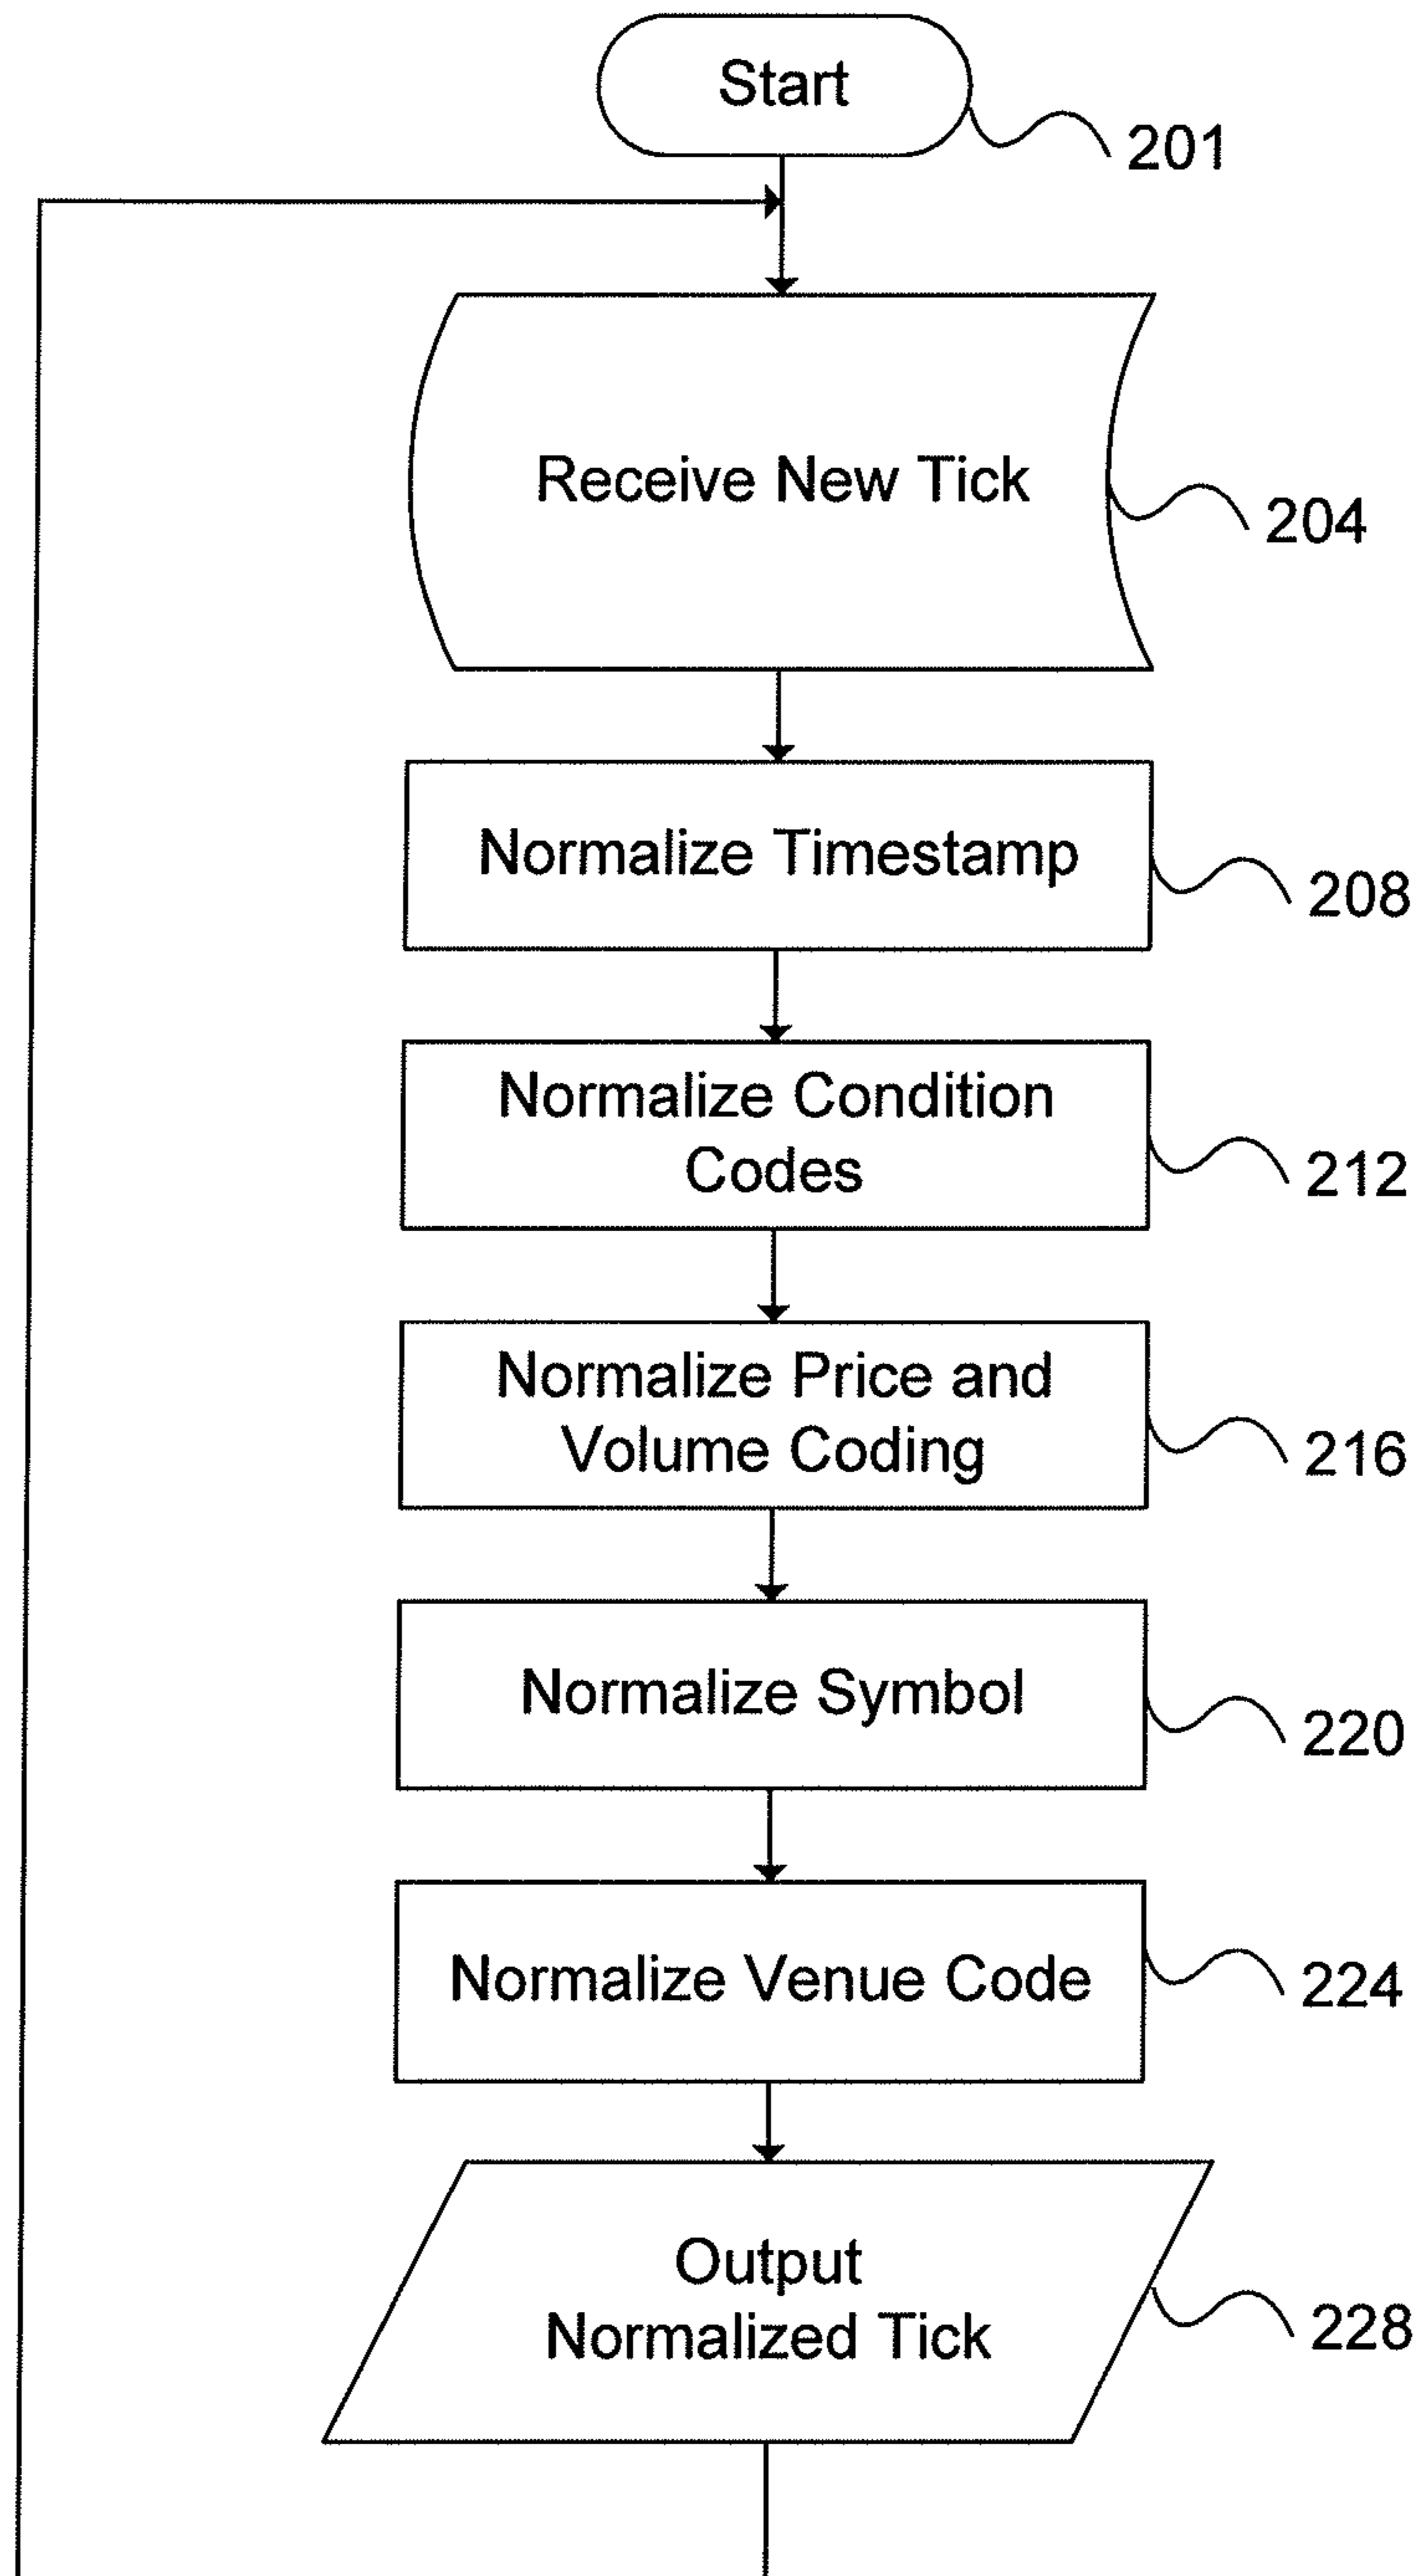 Start
201
Receive New Tick
204
Normalize Timestamp
208
Normalize Condition
Codes
212
Normalize Price and
Volume Coding
216
Normalize Symbol
220
Normalize Venue Code
224
Output
Normalized Tick
228